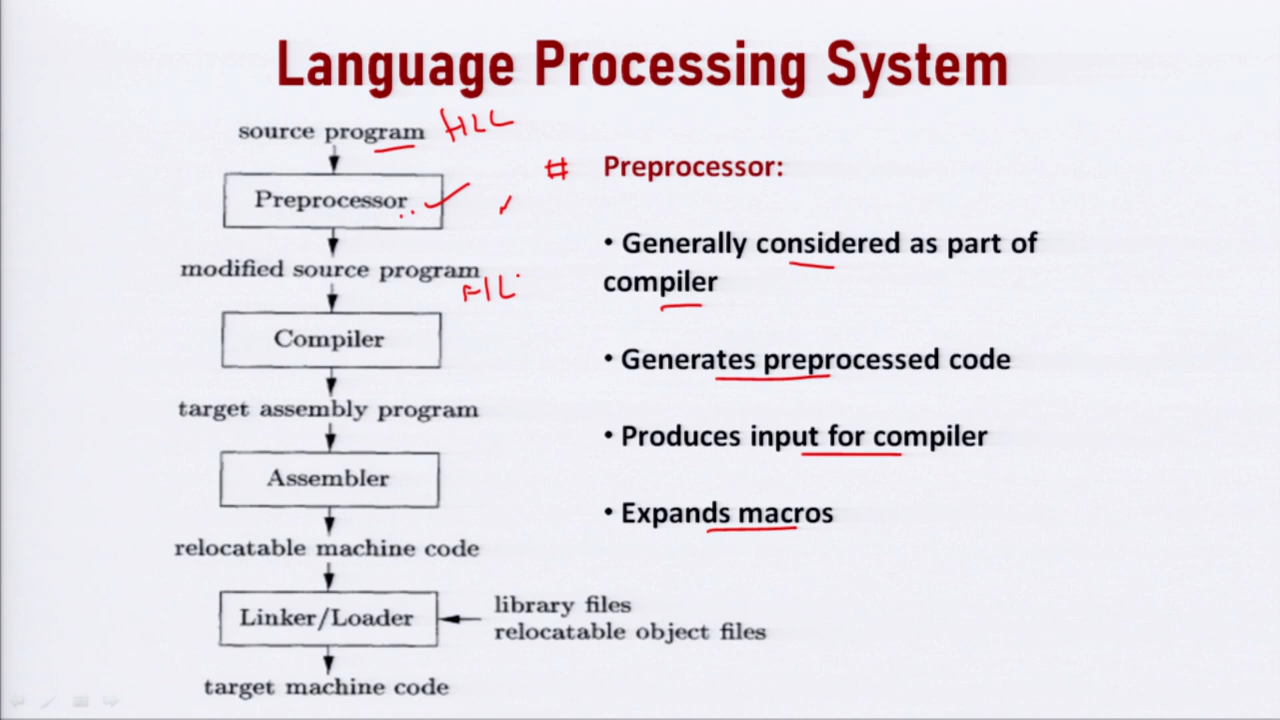 Language Processing System
source program HLL
Preprocessor
modified source program
HL
Compiler
target assembly program
Assembler
relocatable machine code
Linker/Loader
library files
relocatable object files
target machine code
# Preprocessor:
• Generally considered as part of
compiler
• Generates preprocessed code
• Produces input for compiler
• Expands macros